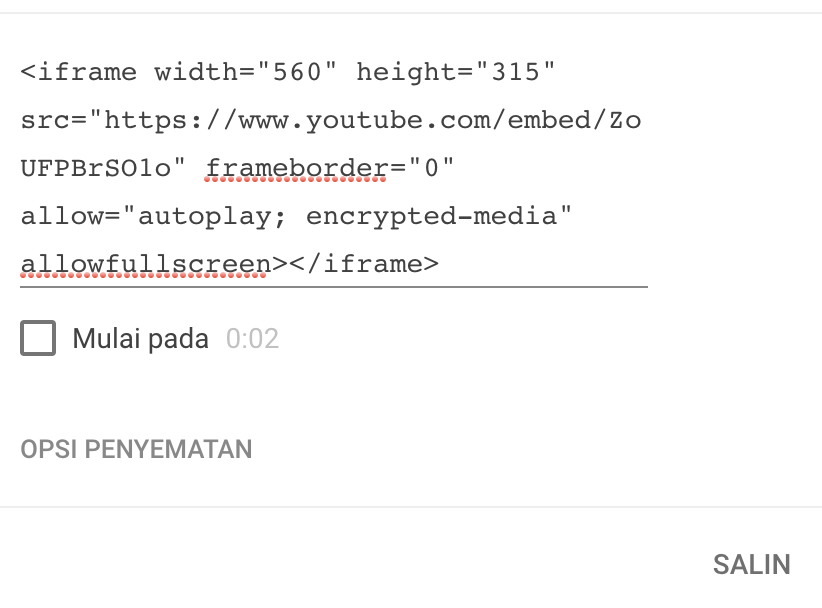 <iframe width="560" height="315"
src="https://www.youtube.com/embed/Zo
UFPBrSO1o" frameborder="0"
allow="autoplay; encrypted-media"
allowfullscreen></iframe>
Mulai pada 0:02
OPSI PENYEMATAN
SALIN